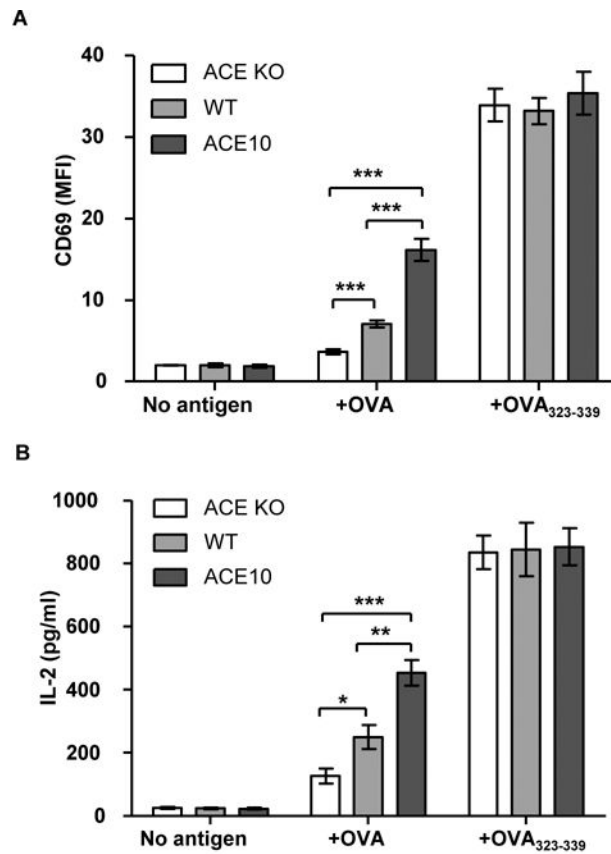 A
CD69 (MFI)
40
30
20
10
0
ACE KO
WT
ACE10
***
***
***
No antigen
+OVA
+OVA323-339
B
IL-2 (pg/ml)
1000
800
600
400
200
0
ACE KO
WT
ACE10
***
**
*
No antigen
+OVA
+OVA323-339